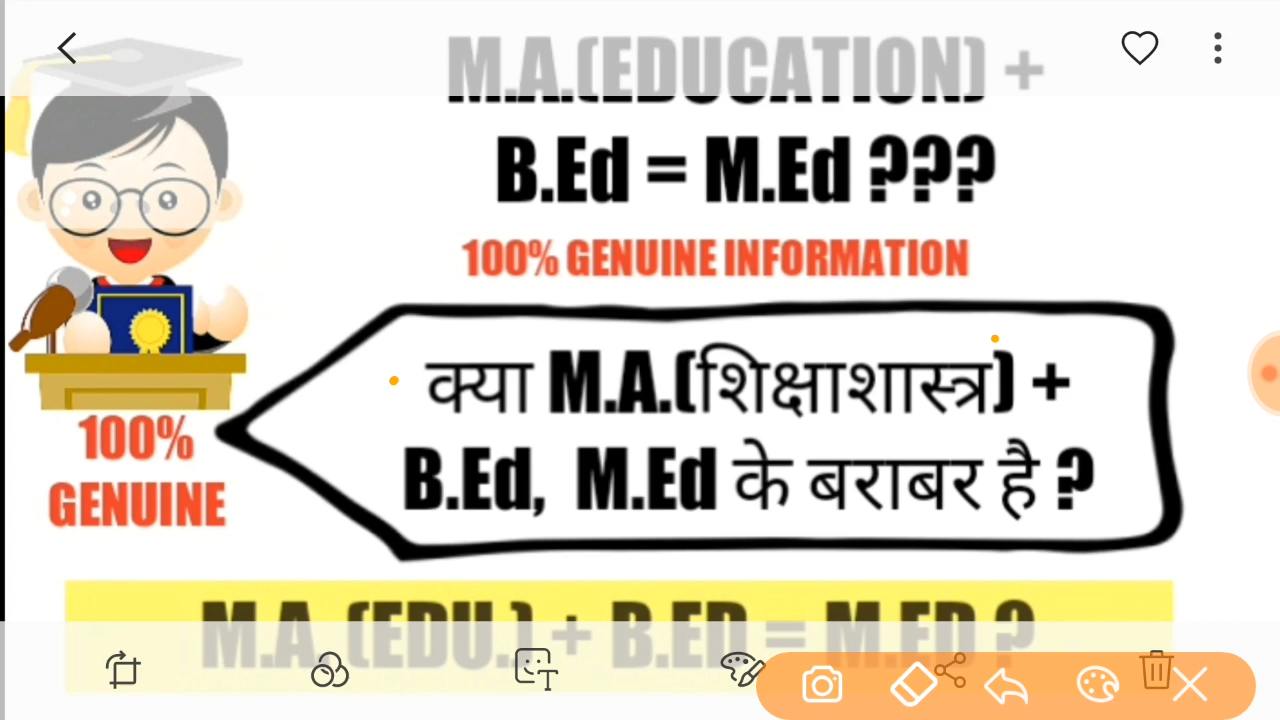 M.A.(EDUCATION) +
B.Ed = M.Ed ???
100% GENUINE INFORMATION
क्या M.A.(शिक्षाशास्त्र) +
B.Ed, M.Ed के बराबर है ?
100%
GENUINE
M.A. (EDU.) + B.ED = M.ED ?